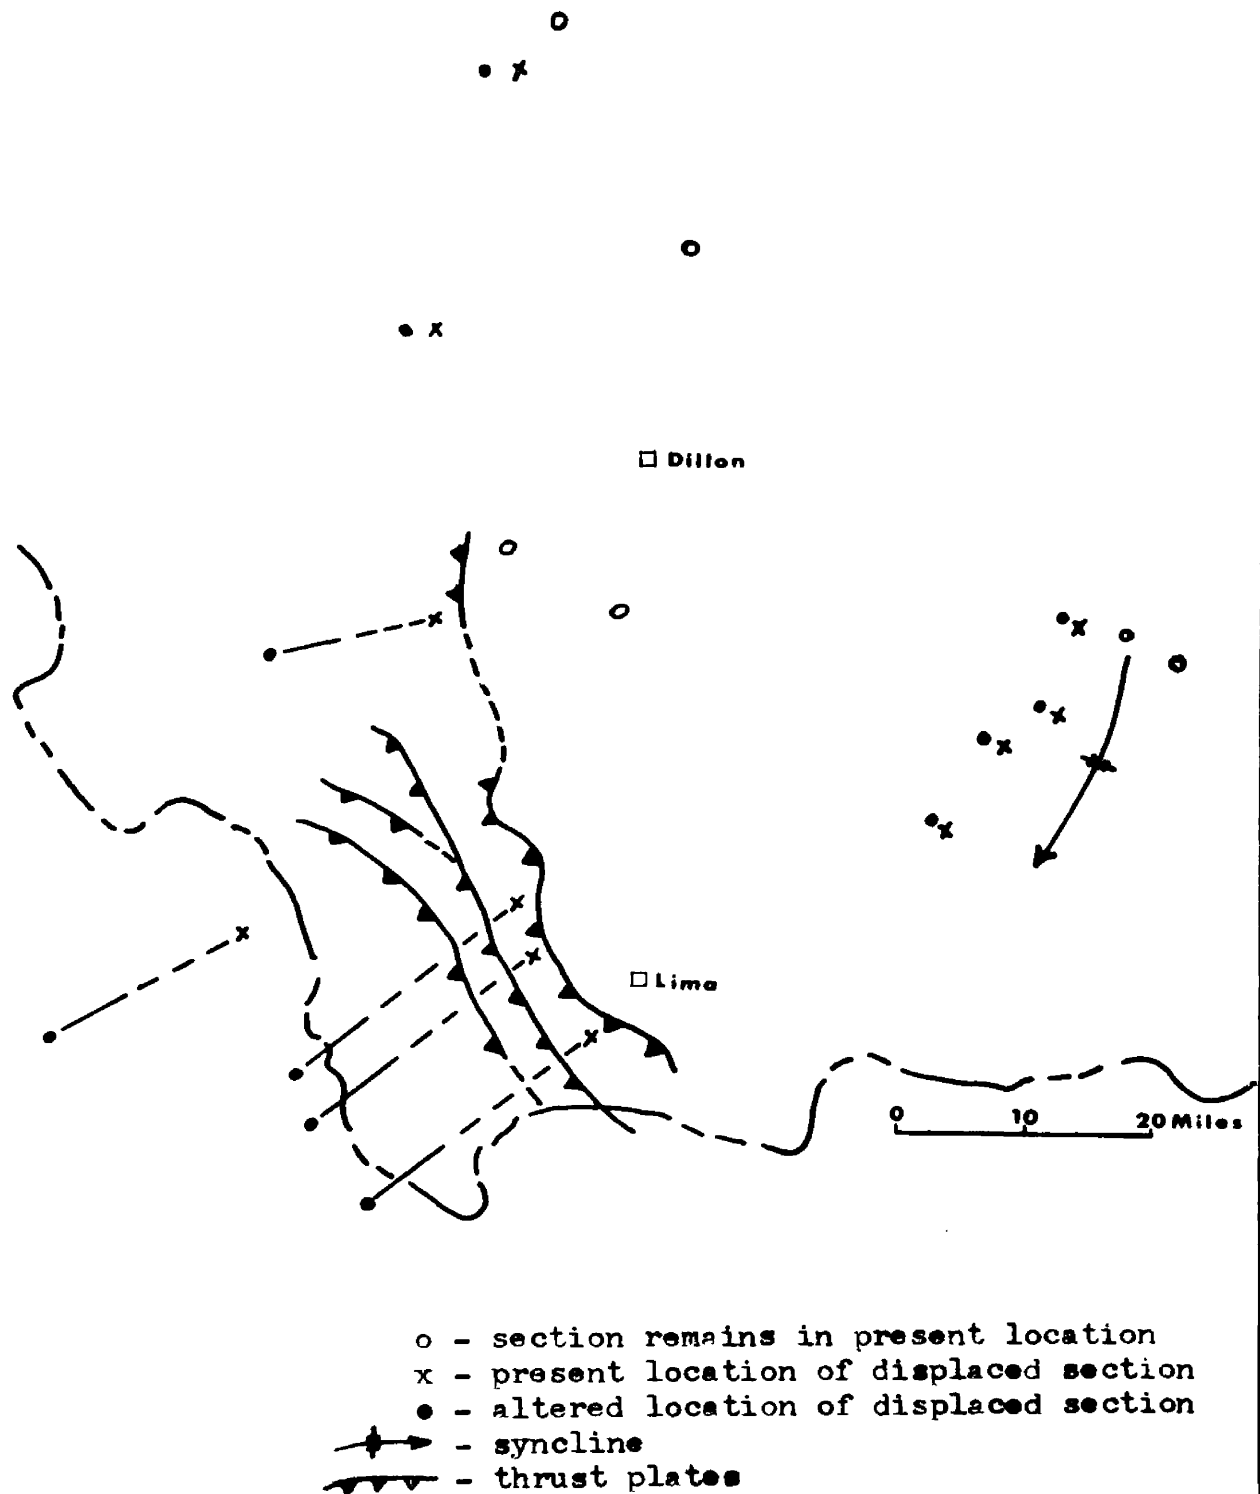 Dillon
Lima
0 10 20 Miles
o - section remains in present location
x - present location of displaced section
● - altered location of displaced section
- syncline
- thrust plates